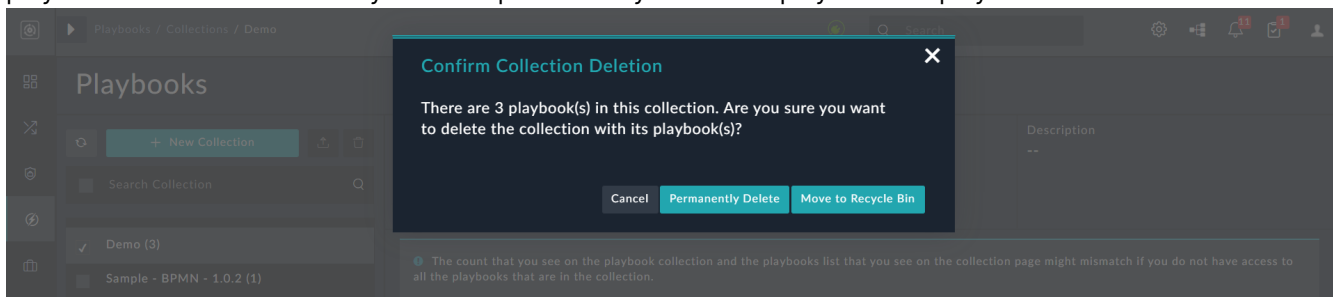 Playbooks / Collections / Demo
Search
11
1
Confirm Collection Deletion
Playbooks
There are 3 playbook(s) in this collection. Are you sure you want
to delete the collection with its playbook(s)?
Description
--
+ New Collection
Search Collection
Cancel
Permanently Delete
Move to Recycle Bin
Demo (3)
The count that you see on the playbook collection and the playbooks list that you see on the collection page might mismatch if you do not have access to
all the playbooks that are in the collection.
Sample - BPMN - 1.0.2 (1)